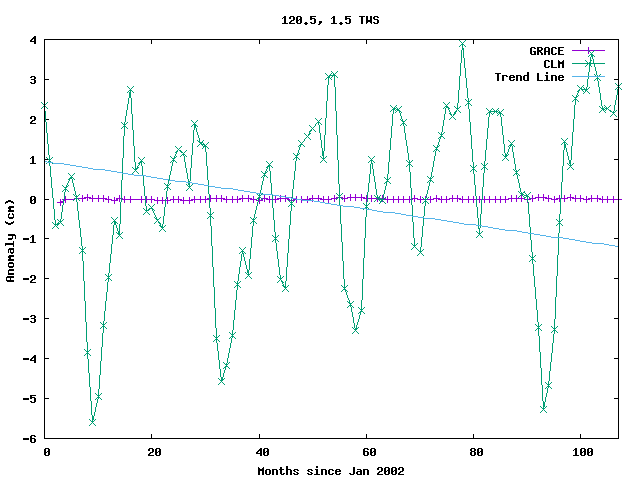 120.5, 1.5 TWS
GRACE
CLM
Trend Line
4
3
2
1
0
-1
-2
-3
-4
-5
-6
Anomaly (cm)
0 20 40 60 80 100
Months since Jan 2002